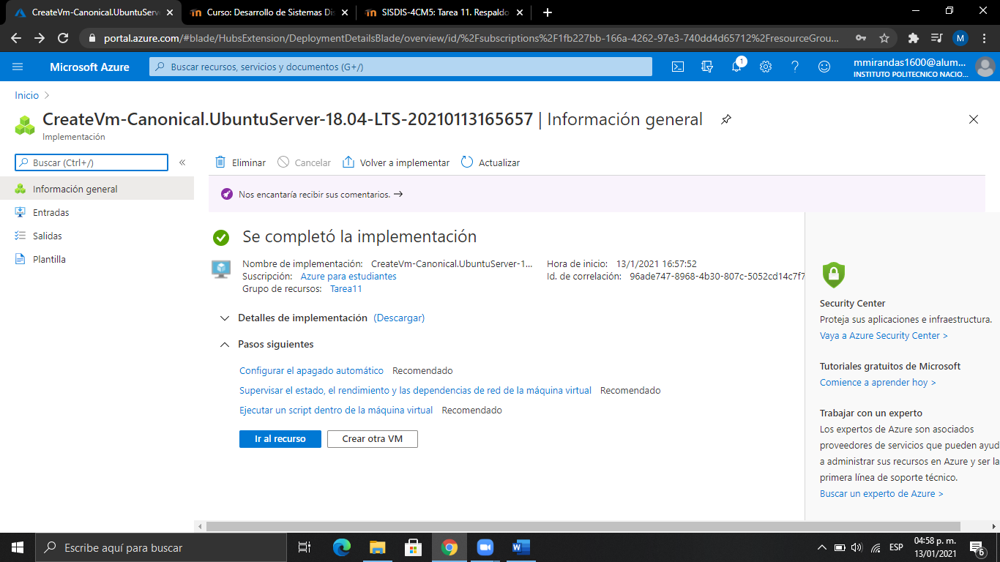 CreateVm-Canonical.UbuntuServe
Curso: Desarrollo de Sistemas Dis
SISDIS-4CM5: Tarea 11. Respaldo
portal.azure.com/#blade/HubsExtension/DeploymentDetailsBlade/overview/id/%2Fsubscriptions%2F1fb227bb-166a-4262-97e3-740dd4d65712%2FresourceGrou...
M
Microsoft Azure
Buscar recursos, servicios y documentos (G+/)
1
mmirandas1600@alum...
INSTITUTO POLITECNICO NACIO...
Inicio
CreateVm-Canonical.UbuntuServer-18.04-LTS-20210113165657 | Información general
Implementación
Buscar (Ctrl+/)
«
Eliminar
Cancelar
Volver a implementar
Actualizar
Información general
Entradas
Salidas
Plantilla
Nos encantaría recibir sus comentarios. →
Se completó la implementación
Nombre de implementación: CreateVm-Canonical.UbuntuServer-1...
Suscripción: Azure para estudiantes
Grupo de recursos: Tarea11
Hora de inicio: 13/1/2021 16:57:52
Id. de correlación: 96ade747-8968-4b30-807c-5052cd14c7f7
Detalles de implementación (Descargar)
Pasos siguientes
Configurar el apagado automático Recomendado
Supervisar el estado, el rendimiento y las dependencias de red de la máquina virtual Recomendado
Ejecutar un script dentro de la máquina virtual Recomendado
Ir al recurso
Crear otra VM
Security Center
Proteja sus aplicaciones e infraestructura.
Vaya a Azure Security Center >
Tutoriales gratuitos de Microsoft
Comience a aprender hoy >
Trabajar con un experto
Los expertos de Azure son asociados
proveedores de servicios que pueden ayud
a administrar sus recursos en Azure y ser la
primera línea de soporte técnico.
Buscar un experto de Azure >
Escribe aquí para buscar
ESP
04:58 p. m.
13/01/2021
6